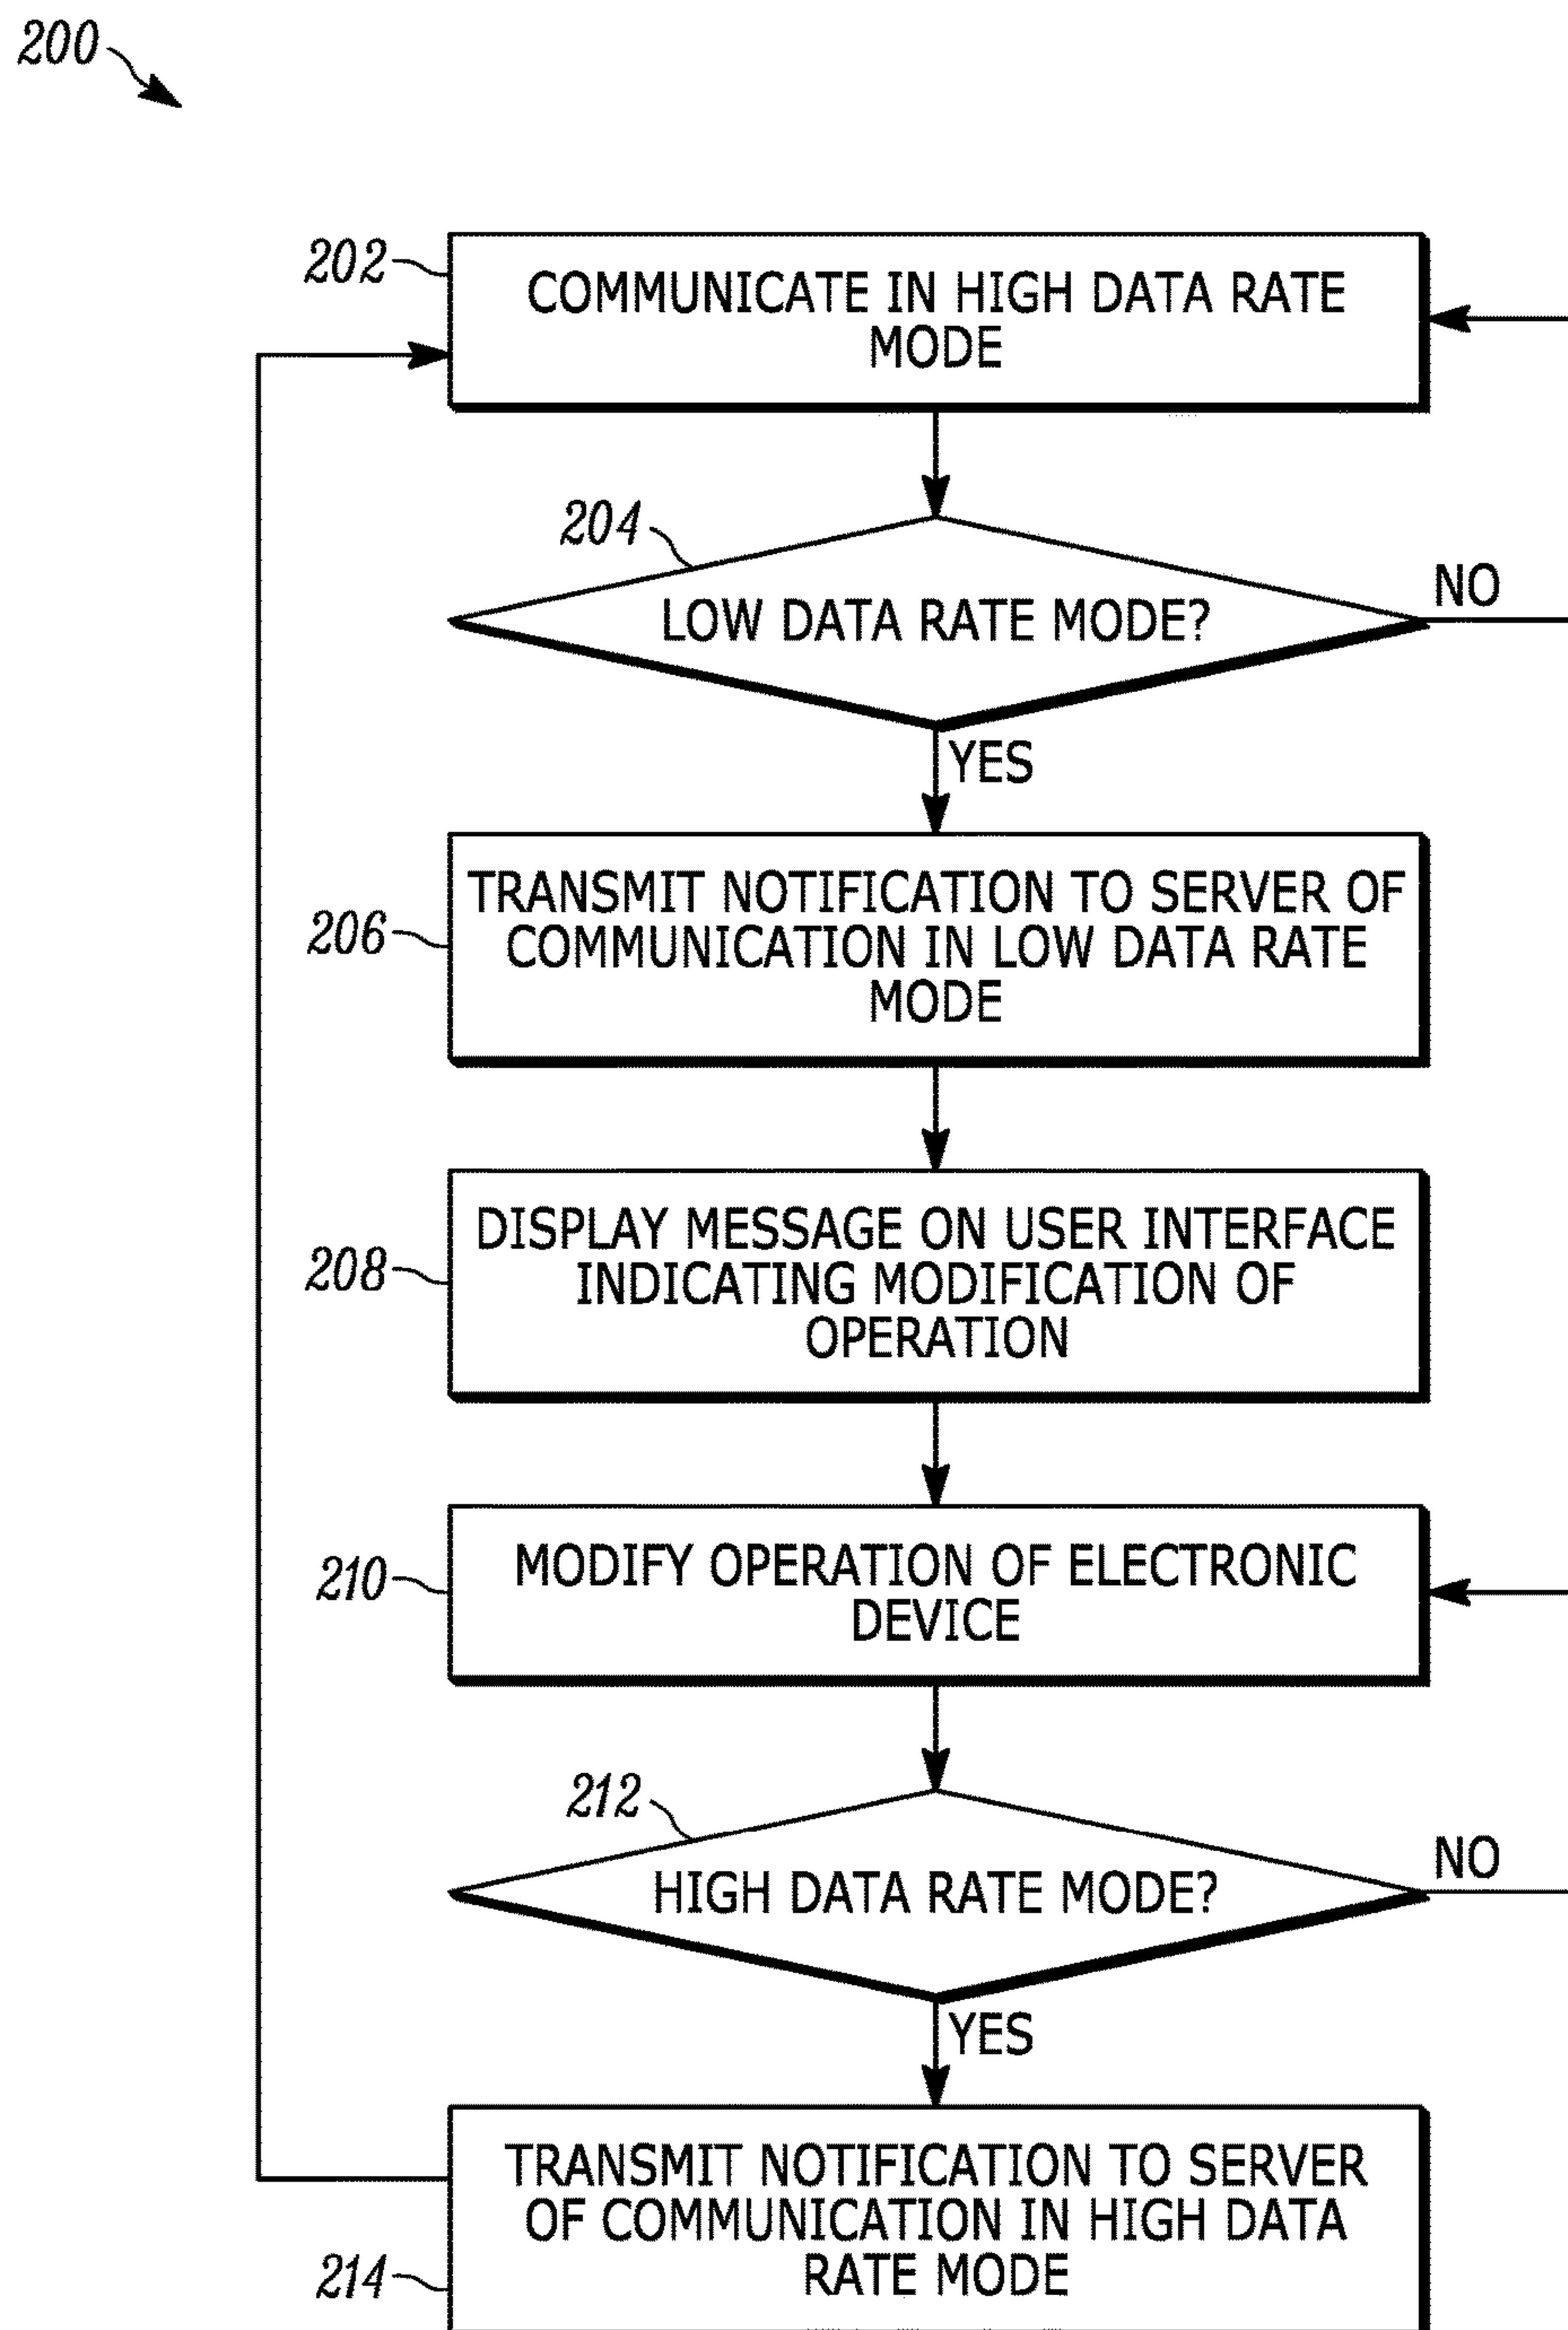 200
202
COMMUNICATE IN HIGH DATA RATE
MODE
204
LOW DATA RATE MODE?
NO
YES
206
TRANSMIT NOTIFICATION TO SERVER OF
COMMUNICATION IN LOW DATA RATE
MODE
208
DISPLAY MESSAGE ON USER INTERFACE
INDICATING MODIFICATION OF
OPERATION
210
MODIFY OPERATION OF ELECTRONIC
DEVICE
212
HIGH DATA RATE MODE?
NO
YES
214
TRANSMIT NOTIFICATION TO SERVER
OF COMMUNICATION IN HIGH DATA
RATE MODE